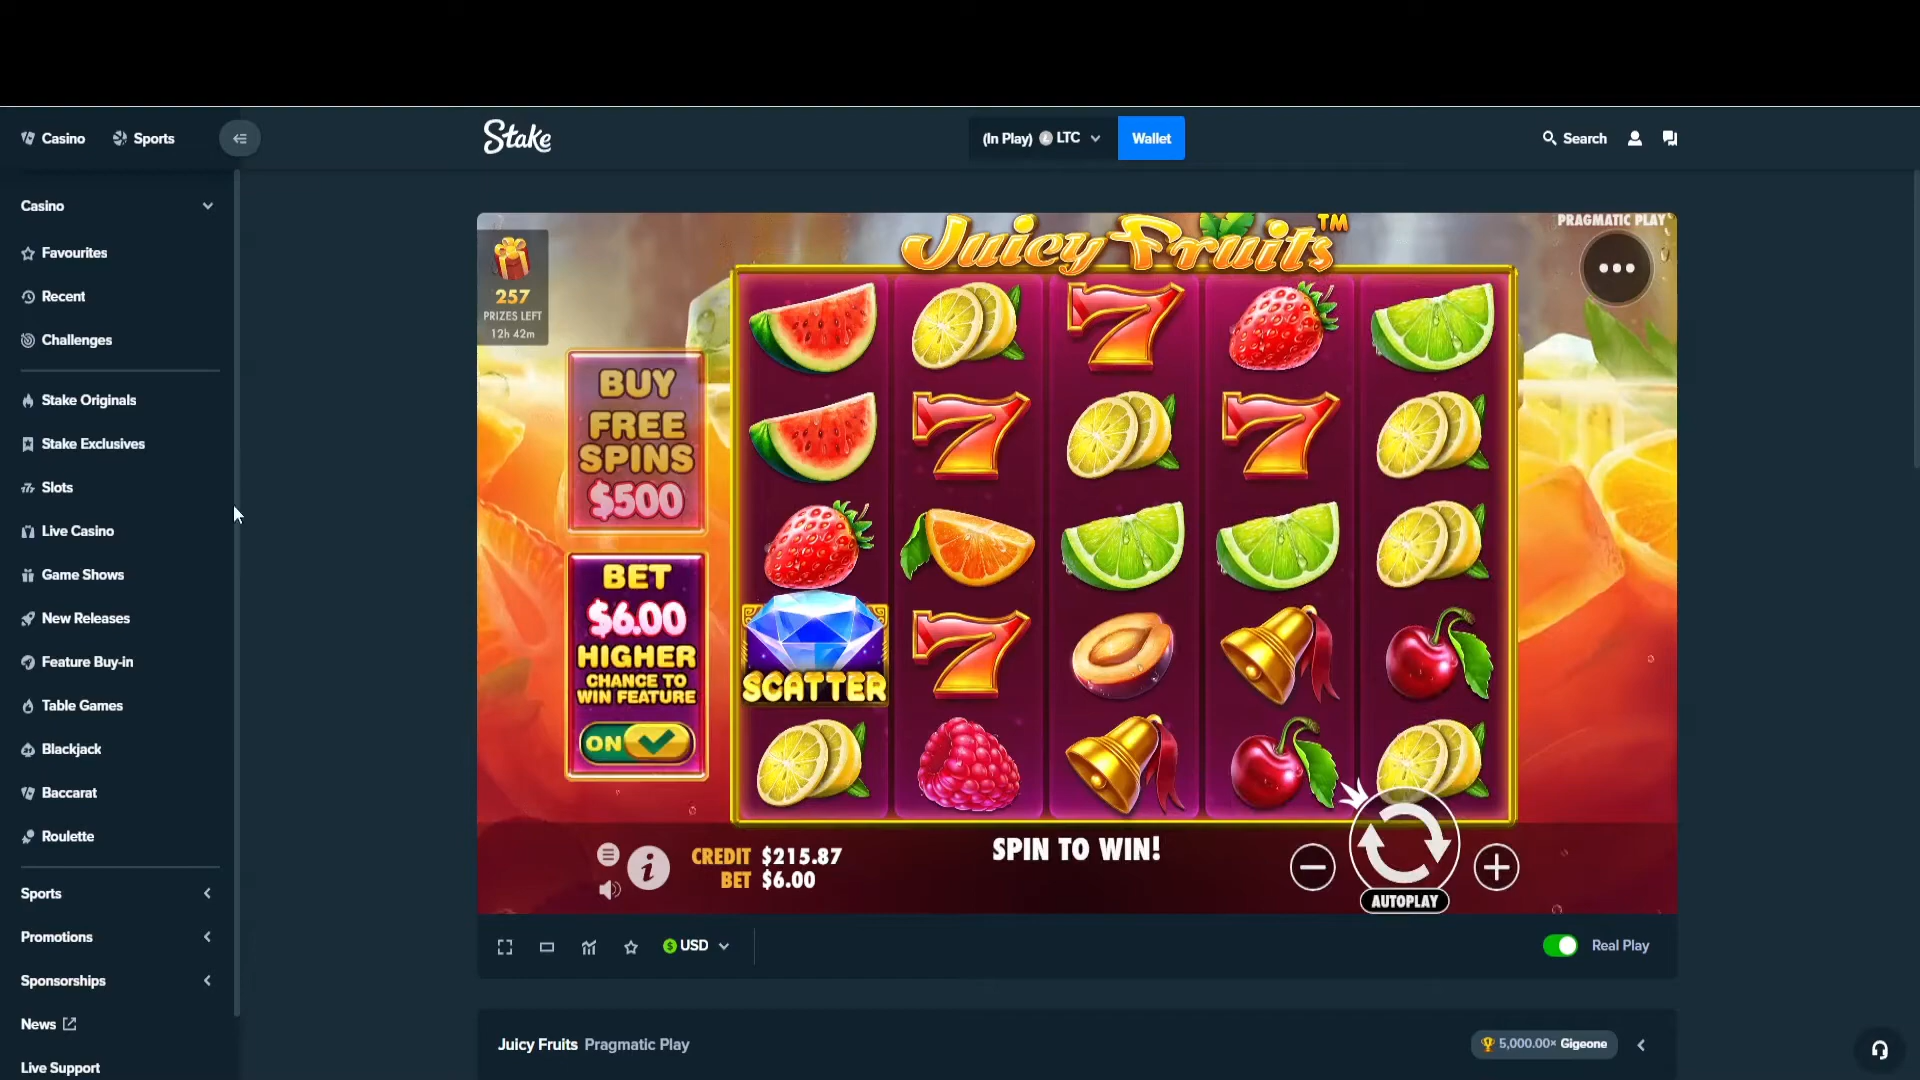 Casino
Sports
Stake
(In Play) LTC
Wallet
Search
Casino
Favourites
Recent
Challenges
Stake Originals
Stake Exclusives
Slots
Live Casino
Game Shows
New Releases
Feature Buy-in
Table Games
Blackjack
Baccarat
Roulette
Sports
Promotions
Sponsorships
News
Live Support
Juicy Fruits™
PRAGMATIC PLAY
257
PRIZES LEFT
12h 42m
BUY
FREE
SPINS
$500
BET
$6.00
HIGHER
CHANCE TO
WIN FEATURE
ON
SCATTER
CREDIT $215.87
BET $6.00
SPIN TO WIN!
AUTOPLAY
USD
Real Play
Juicy Fruits Pragmatic Play
5,000.00× Gigeone